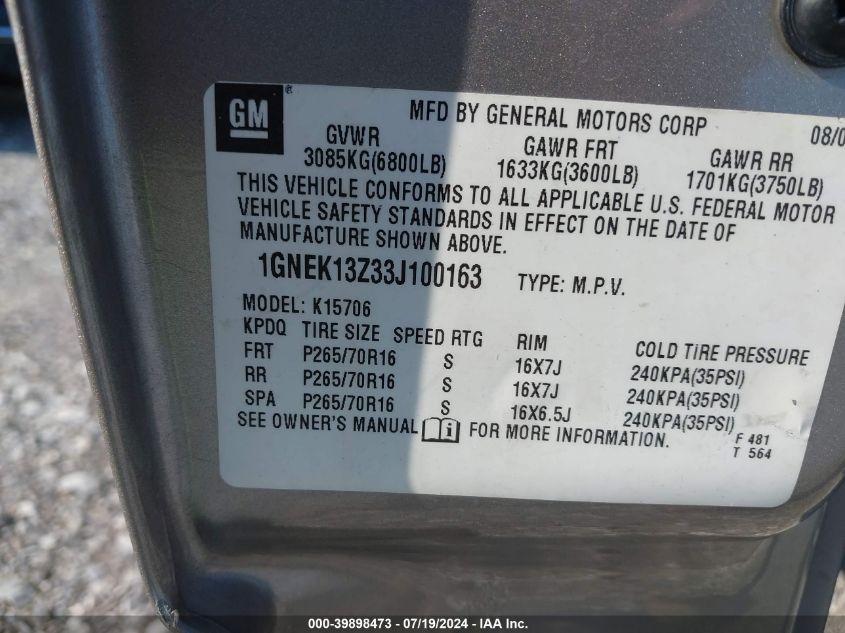 GM ®
MFD BY GENERAL MOTORS CORP 08/0
GVWR GAWR FRT GAWR RR
3085KG(6800LB) 1633KG(3600LB) 1701KG(3750LB)
THIS VEHICLE CONFORMS TO ALL APPLICABLE U.S. FEDERAL MOTOR
VEHICLE SAFETY STANDARDS IN EFFECT ON THE DATE OF
MANUFACTURE SHOWN ABOVE.
1GNEK13Z33J100163 TYPE: M.P.V.
MODEL: K15706
KPDQ TIRE SIZE SPEED RTG RIM COLD TIRE PRESSURE
FRT P265/70R16 S 16X7J 240KPA(35PSI)
RR P265/70R16 S 16X7J 240KPA(35PSI)
SPA P265/70R16 S 16X6.5J 240KPA(35PSI)
SEE OWNER'S MANUAL i FOR MORE INFORMATION.
F 481
T 564
000-39898473 - 07/19/2024 - IAA Inc.